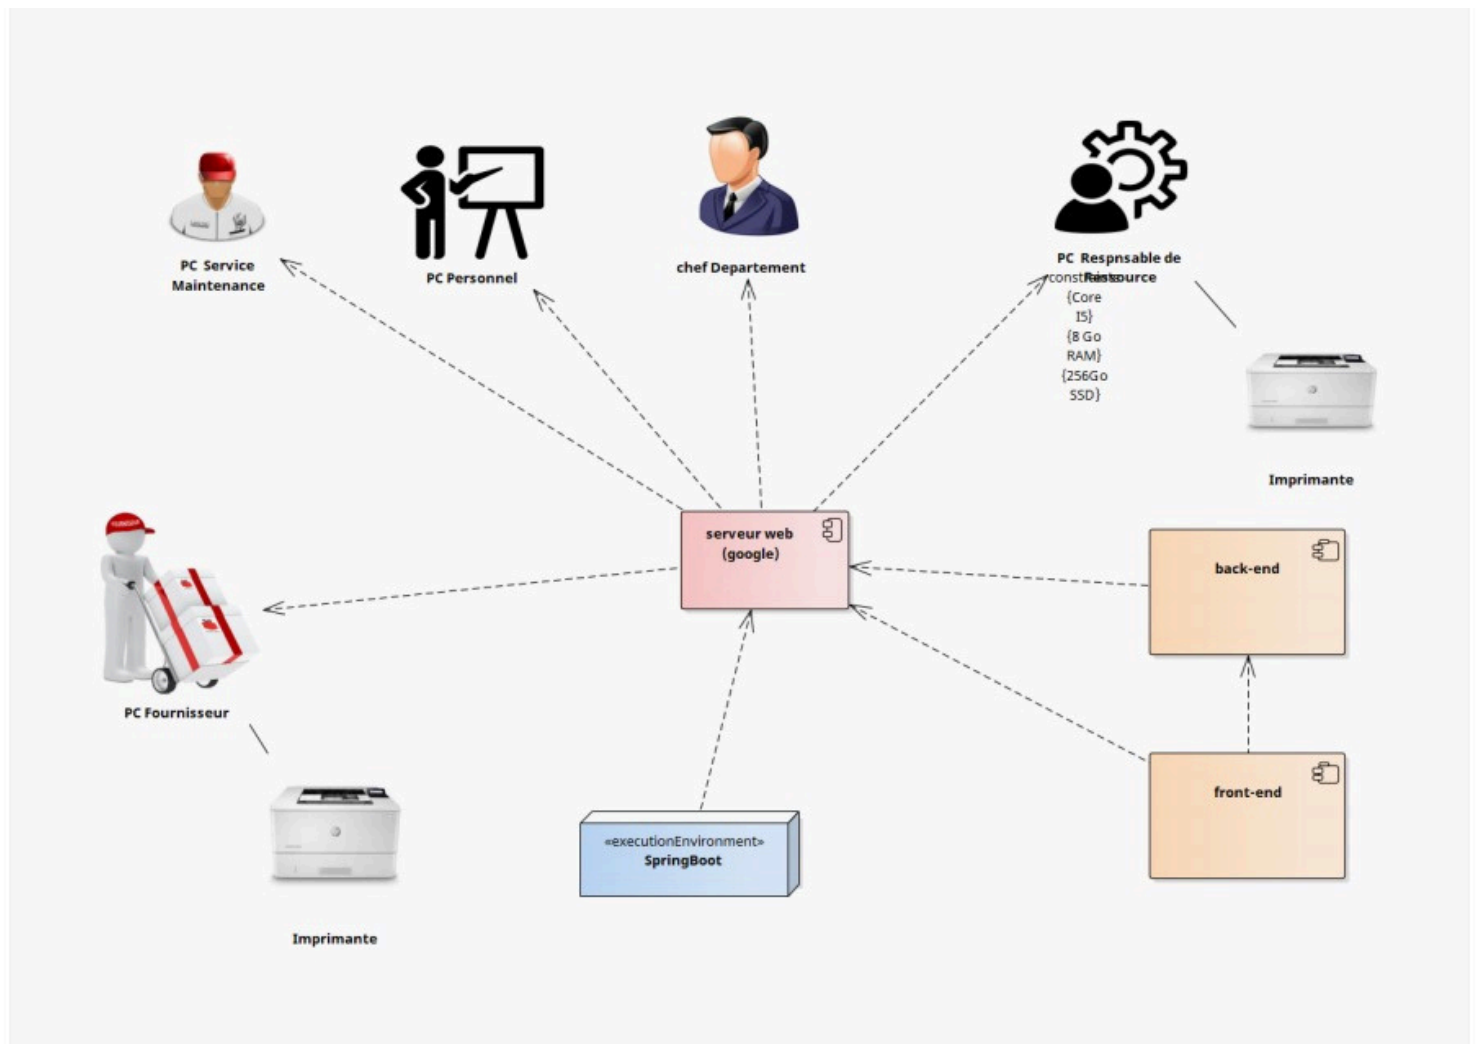 PC Service
Maintenance
PC Personnel
chef Departement
PC Respnsable de
Ressource
constraints
{Core
I5}
{8 Go
RAM}
{256Go
SSD}
Imprimante
serveur web
(google)
back-end
PC Fournisseur
front-end
«executionEnvironment»
SpringBoot
Imprimante